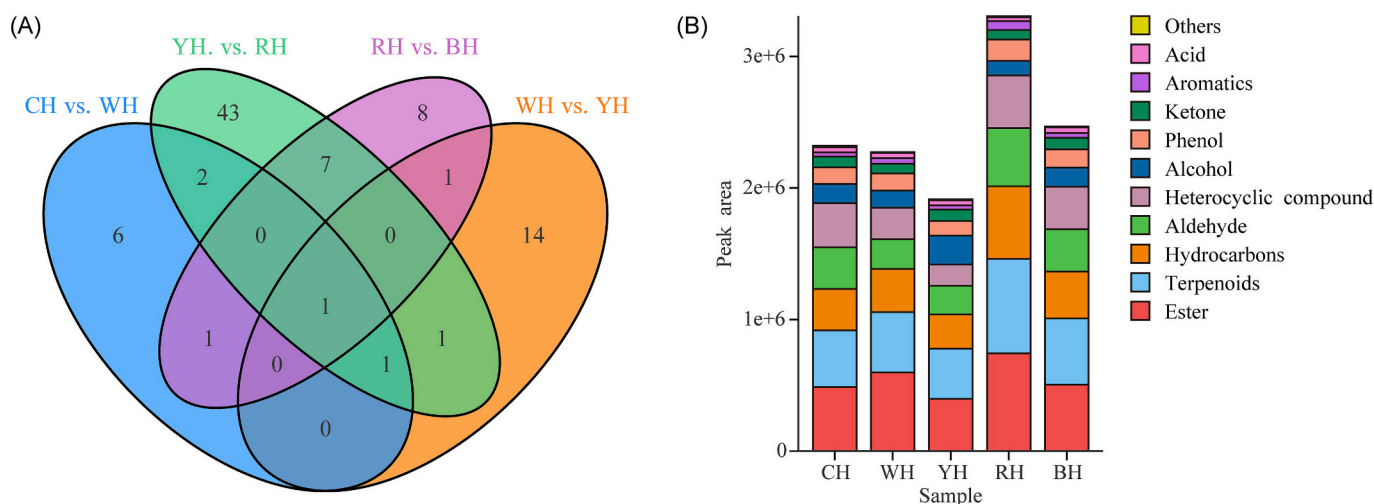 (A)
YH. vs. RH
RH vs. BH
CH vs. WH
WH vs. YH
43
8
2
7
1
6
0
0
14
1
1
0
1
1
0
(B)
Peak area
3e+6
2e+6
1e+6
0
CH WH YH RH BH
Sample
Others
Acid
Aromatics
Ketone
Phenol
Alcohol
Heterocyclic compound
Aldehyde
Hydrocarbons
Terpenoids
Ester